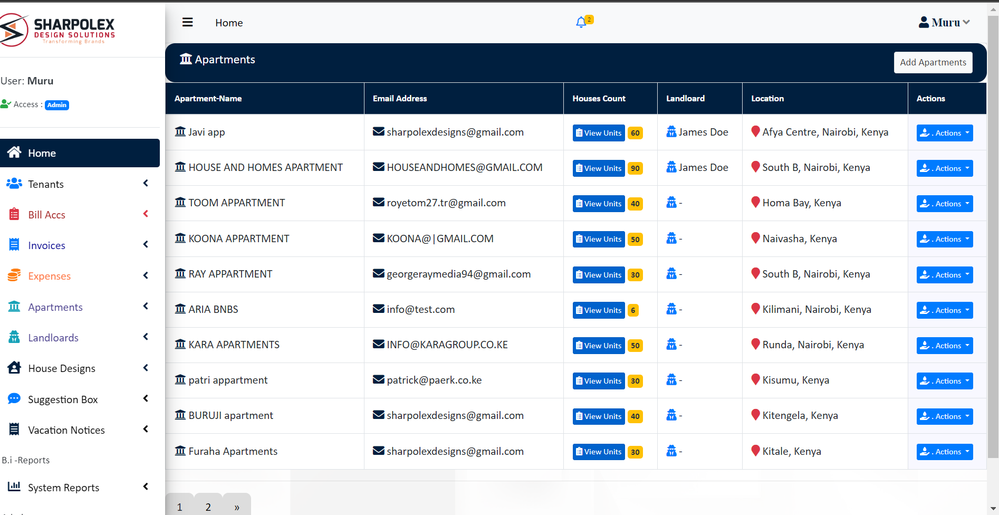 SHARPOLEX
DESIGN SOLUTIONS
Transforming Brands
Home
2
Muru
User: Muru
Access : Admin
Home
Tenants
Bill Accs
Invoices
Expenses
Apartments
Landloards
House Designs
Suggestion Box
Vacation Notices
B.i -Reports
System Reports
Apartments
Add Apartments
Apartment-Name Email Address Houses Count Landloard Location Actions
Javi app sharpolexdesigns@gmail.com View Units 60 James Doe Afya Centre, Nairobi, Kenya . Actions
HOUSE AND HOMES APARTMENT HOUSEANDHOMES@GMAIL.COM View Units 90 James Doe South B, Nairobi, Kenya . Actions
TOOM APPARTMENT royetom27.tr@gmail.com View Units 40 - Homa Bay, Kenya . Actions
KOONA APPARTMENT KOONA@|GMAIL.COM View Units 50 - Naivasha, Kenya . Actions
RAY APPARTMENT georgeraymedia94@gmail.com View Units 30 - South B, Nairobi, Kenya . Actions
ARIA BNBS info@test.com View Units 6 - Kilimani, Nairobi, Kenya . Actions
KARA APARTMENTS INFO@KARAGROUP.CO.KE View Units 50 - Runda, Nairobi, Kenya . Actions
patri appartment patrick@paerk.co.ke View Units 30 - Kisumu, Kenya . Actions
BURUJI apartment sharpolexdesigns@gmail.com View Units 40 - Kitengela, Kenya . Actions
Furaha Apartments sharpolexdesigns@gmail.com View Units 30 - Kitale, Kenya . Actions
1 2 »